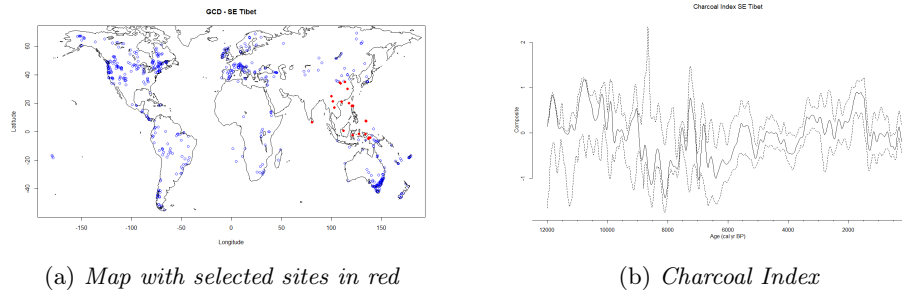 GCD - SE Tibet
60
40
20
0
-20
-40
Latitude
-150
-100
-50
0
50
100
150
Longitude
(a) Map with selected sites in red
Charcoal Index SE Tibet
2
1
0
-1
Composite
12000
10000
8000
6000
4000
2000
Age (cal yr BP)
(b) Charcoal Index